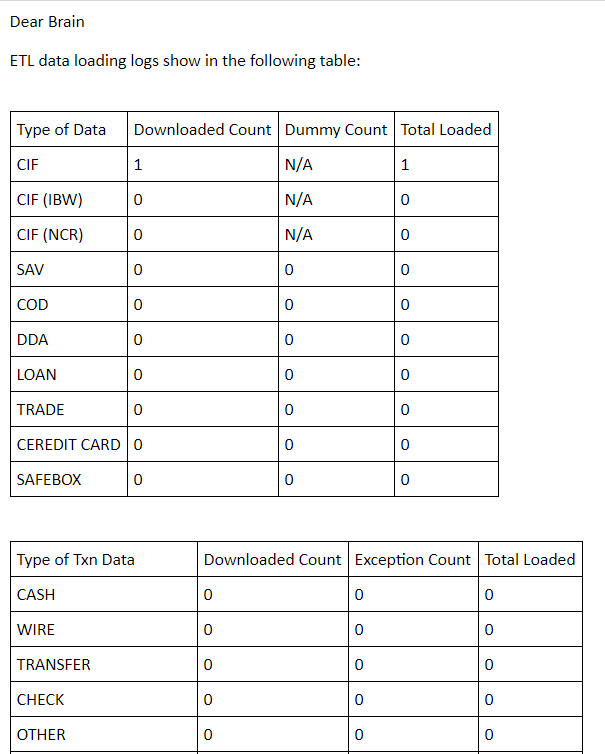 Dear Brain
ETL data loading logs show in the following table:
Type of Data Downloaded Count Dummy Count Total Loaded
CIF 1 N/A 1
CIF (IBW) 0 N/A 0
CIF (NCR) 0 N/A 0
SAV 0 0 0
COD 0 0 0
DDA 0 0 0
LOAN 0 0 0
TRADE 0 0 0
CEREDIT CARD 0 0 0
SAFEBOX 0 0 0
Type of Txn Data Downloaded Count Exception Count Total Loaded
CASH 0 0 0
WIRE 0 0 0
TRANSFER 0 0 0
CHECK 0 0 0
OTHER 0 0 0